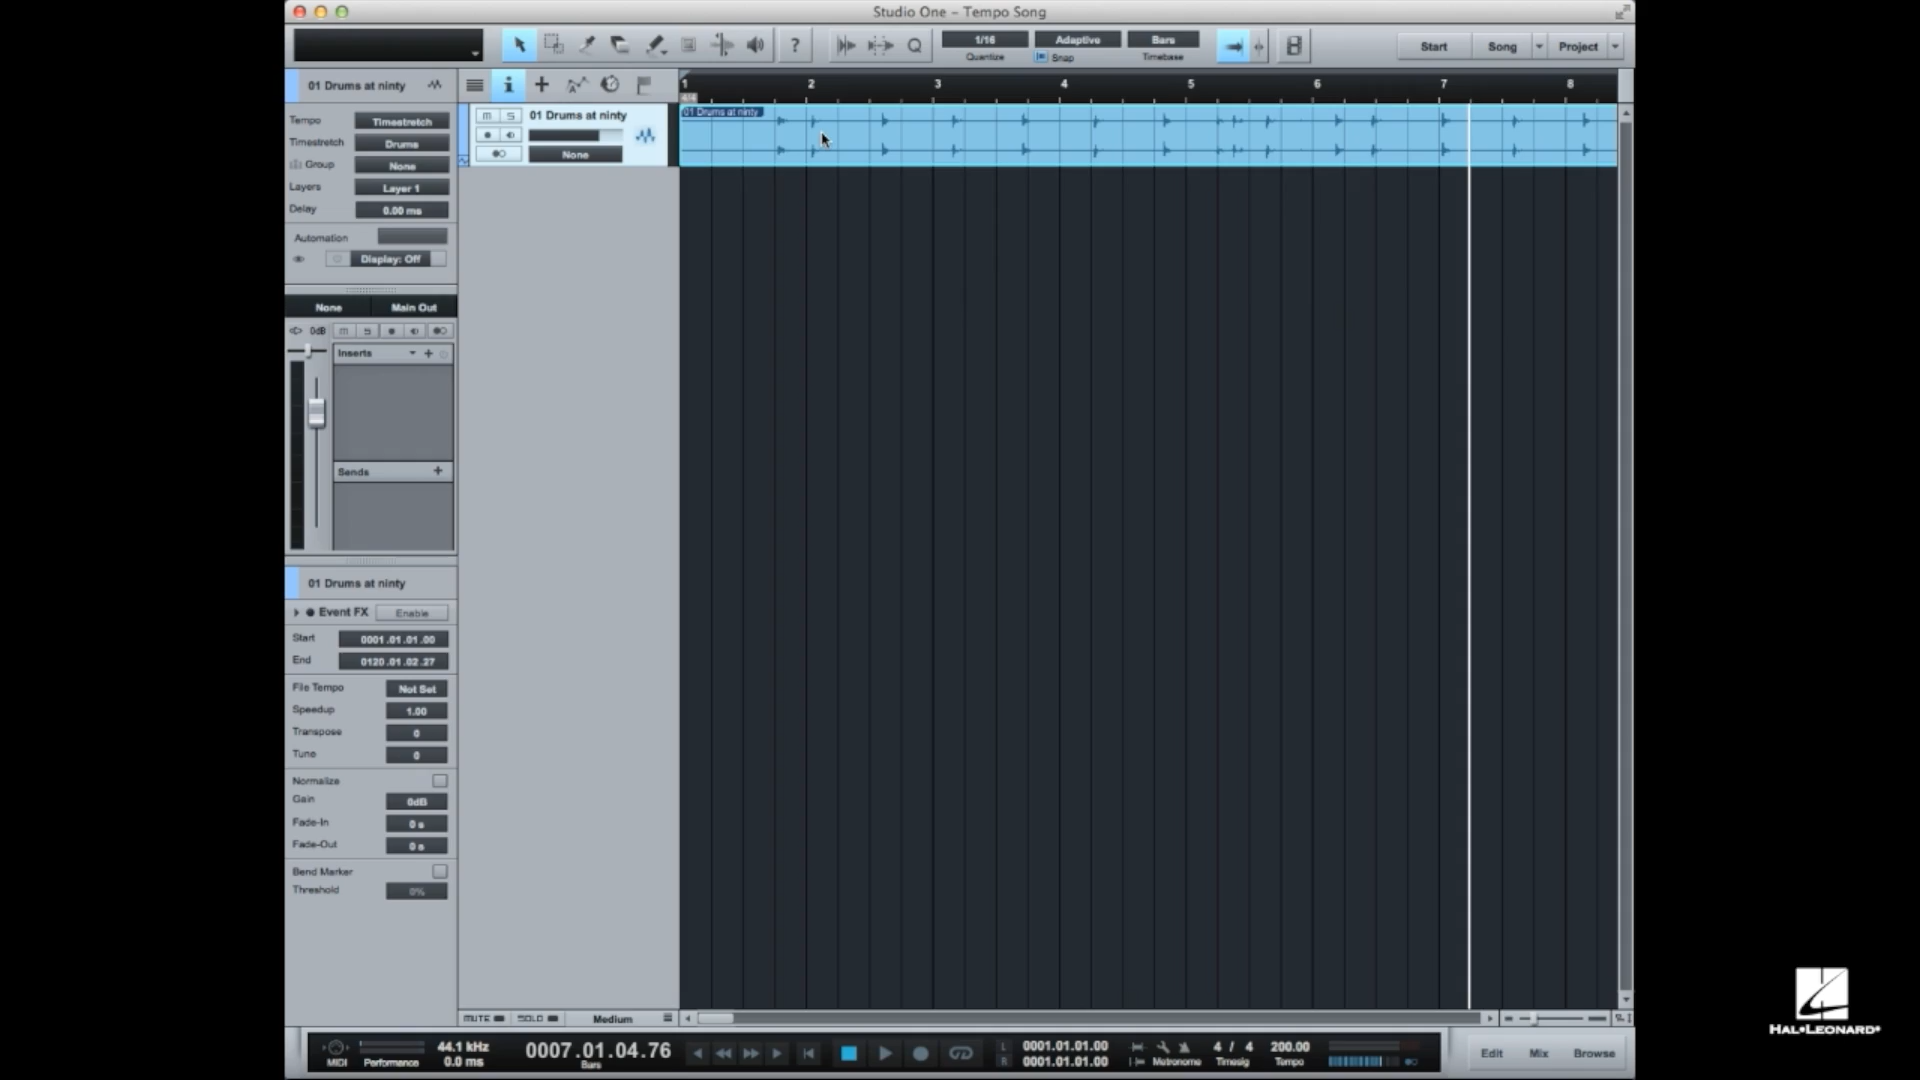 Studio One – Tempo Song
1/16
Quantize
Adaptive
Snap
Bars
Timebase
Start
Song
Project
01 Drums at ninty
Tempo
Timestretch
Timestretch
Drums
Group
None
Layers
Layer 1
Delay
0.00 ms
Automation
Display: Off
None
Main Out
0dB
M
S
Inserts
Sends
01 Drums at ninty
Event FX
Enable
Start
0001.01.01.00
End
0120.01.02.27
File Tempo
Not Set
Speedup
1.00
Transpose
0
Tune
0
Normalize
Gain
0dB
Fade-In
0 s
Fade-Out
0 s
Bend Marker
Threshold
0%
M
S
01 Drums at ninty
None
1
2
3
4
5
6
7
8
4/4
01 Drums at ninty
MUTE
SOLO
Medium
MIDI
Performance
44.1 kHz
0.0 ms
0007.01.04.76
Bars
L
0001.01.01.00
R
0001.01.01.00
Metronome
4 / 4
Timesig
200.00
Tempo
Edit
Mix
Browse
HAL•LEONARD®